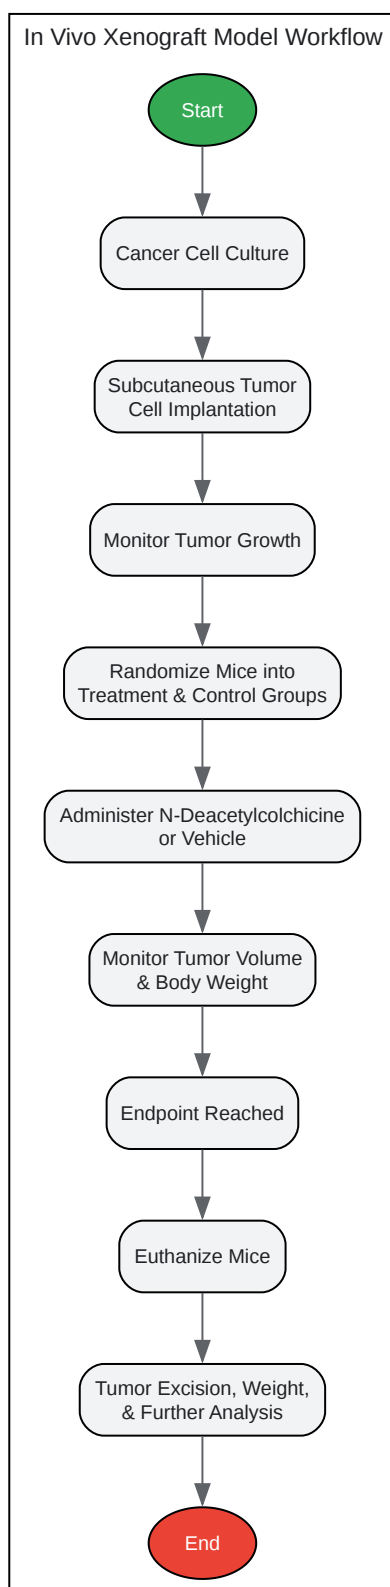 In Vivo Xenograft Model Workflow
Start
Cancer Cell Culture
Subcutaneous Tumor
Cell Implantation
Monitor Tumor Growth
Randomize Mice into
Treatment & Control Groups
Administer N-Deacetylcolchicine
or Vehicle
Monitor Tumor Volume
& Body Weight
Endpoint Reached
Euthanize Mice
Tumor Excision, Weight,
& Further Analysis
End